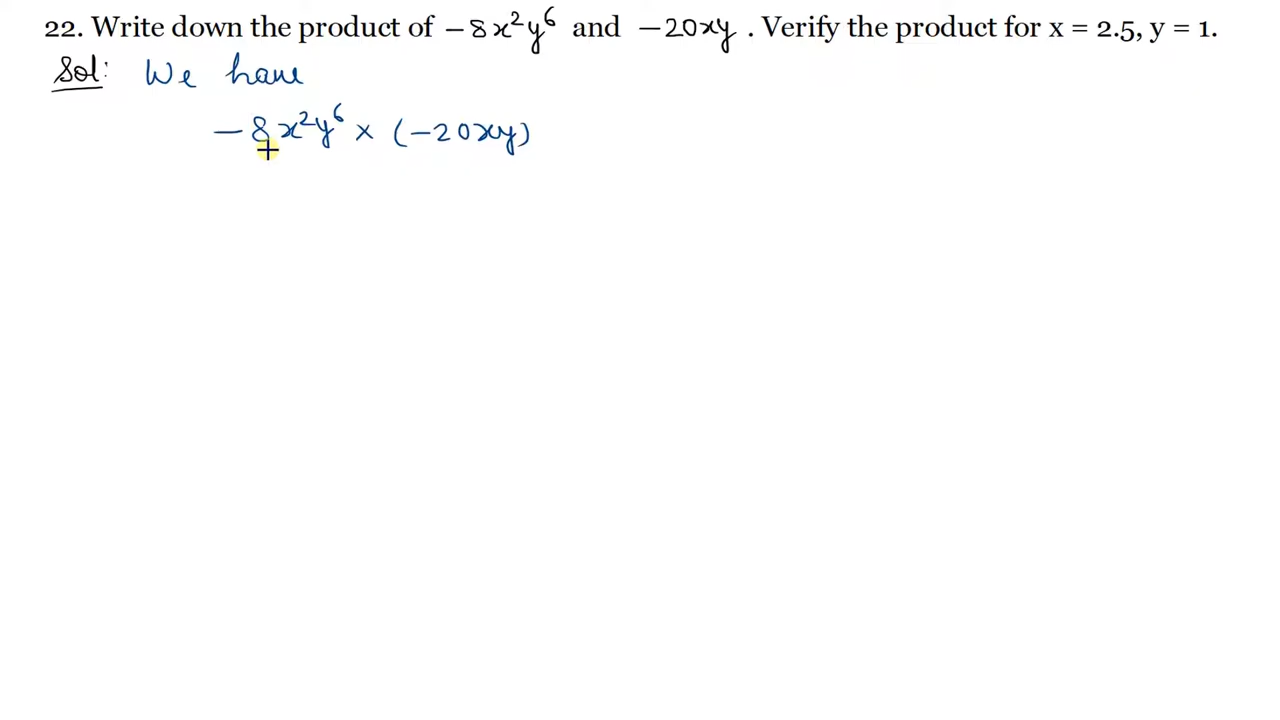 22. Write down the product of -8x²y⁶ and -20xy. Verify the product for x = 2.5, y = 1.
Sol: We have
-8x²y⁶ × (-20xy)